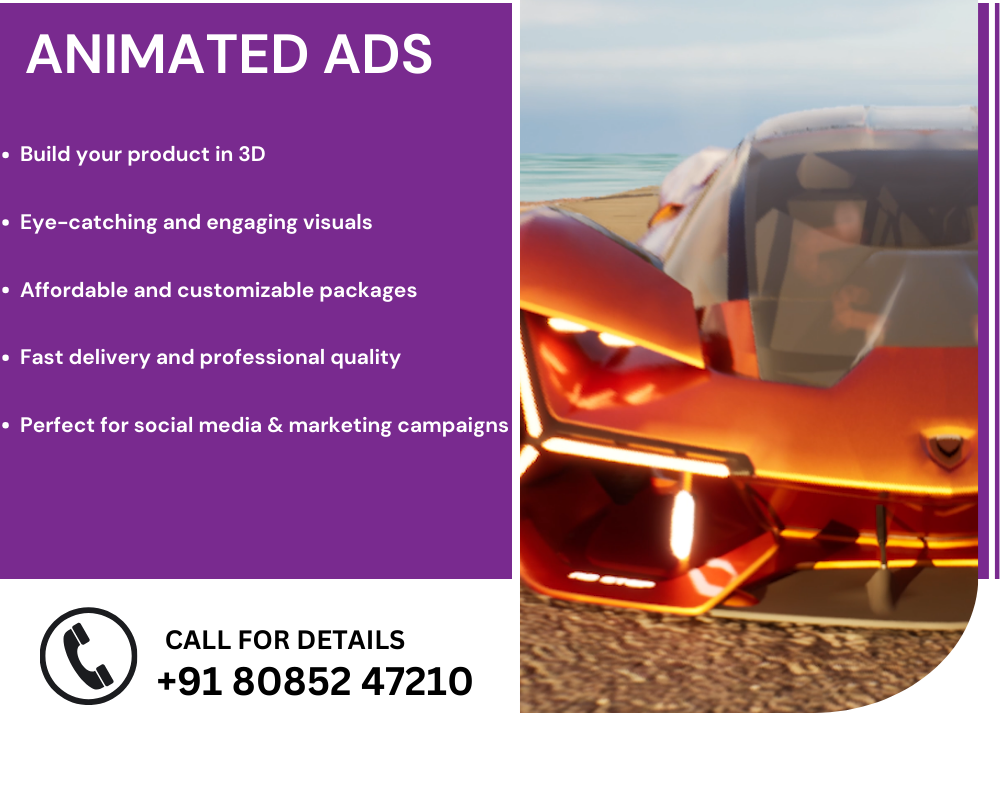 ANIMATED ADS
• Build your product in 3D
• Eye-catching and engaging visuals
• Affordable and customizable packages
• Fast delivery and professional quality
• Perfect for social media & marketing campaigns
CALL FOR DETAILS
+91 80852 47210